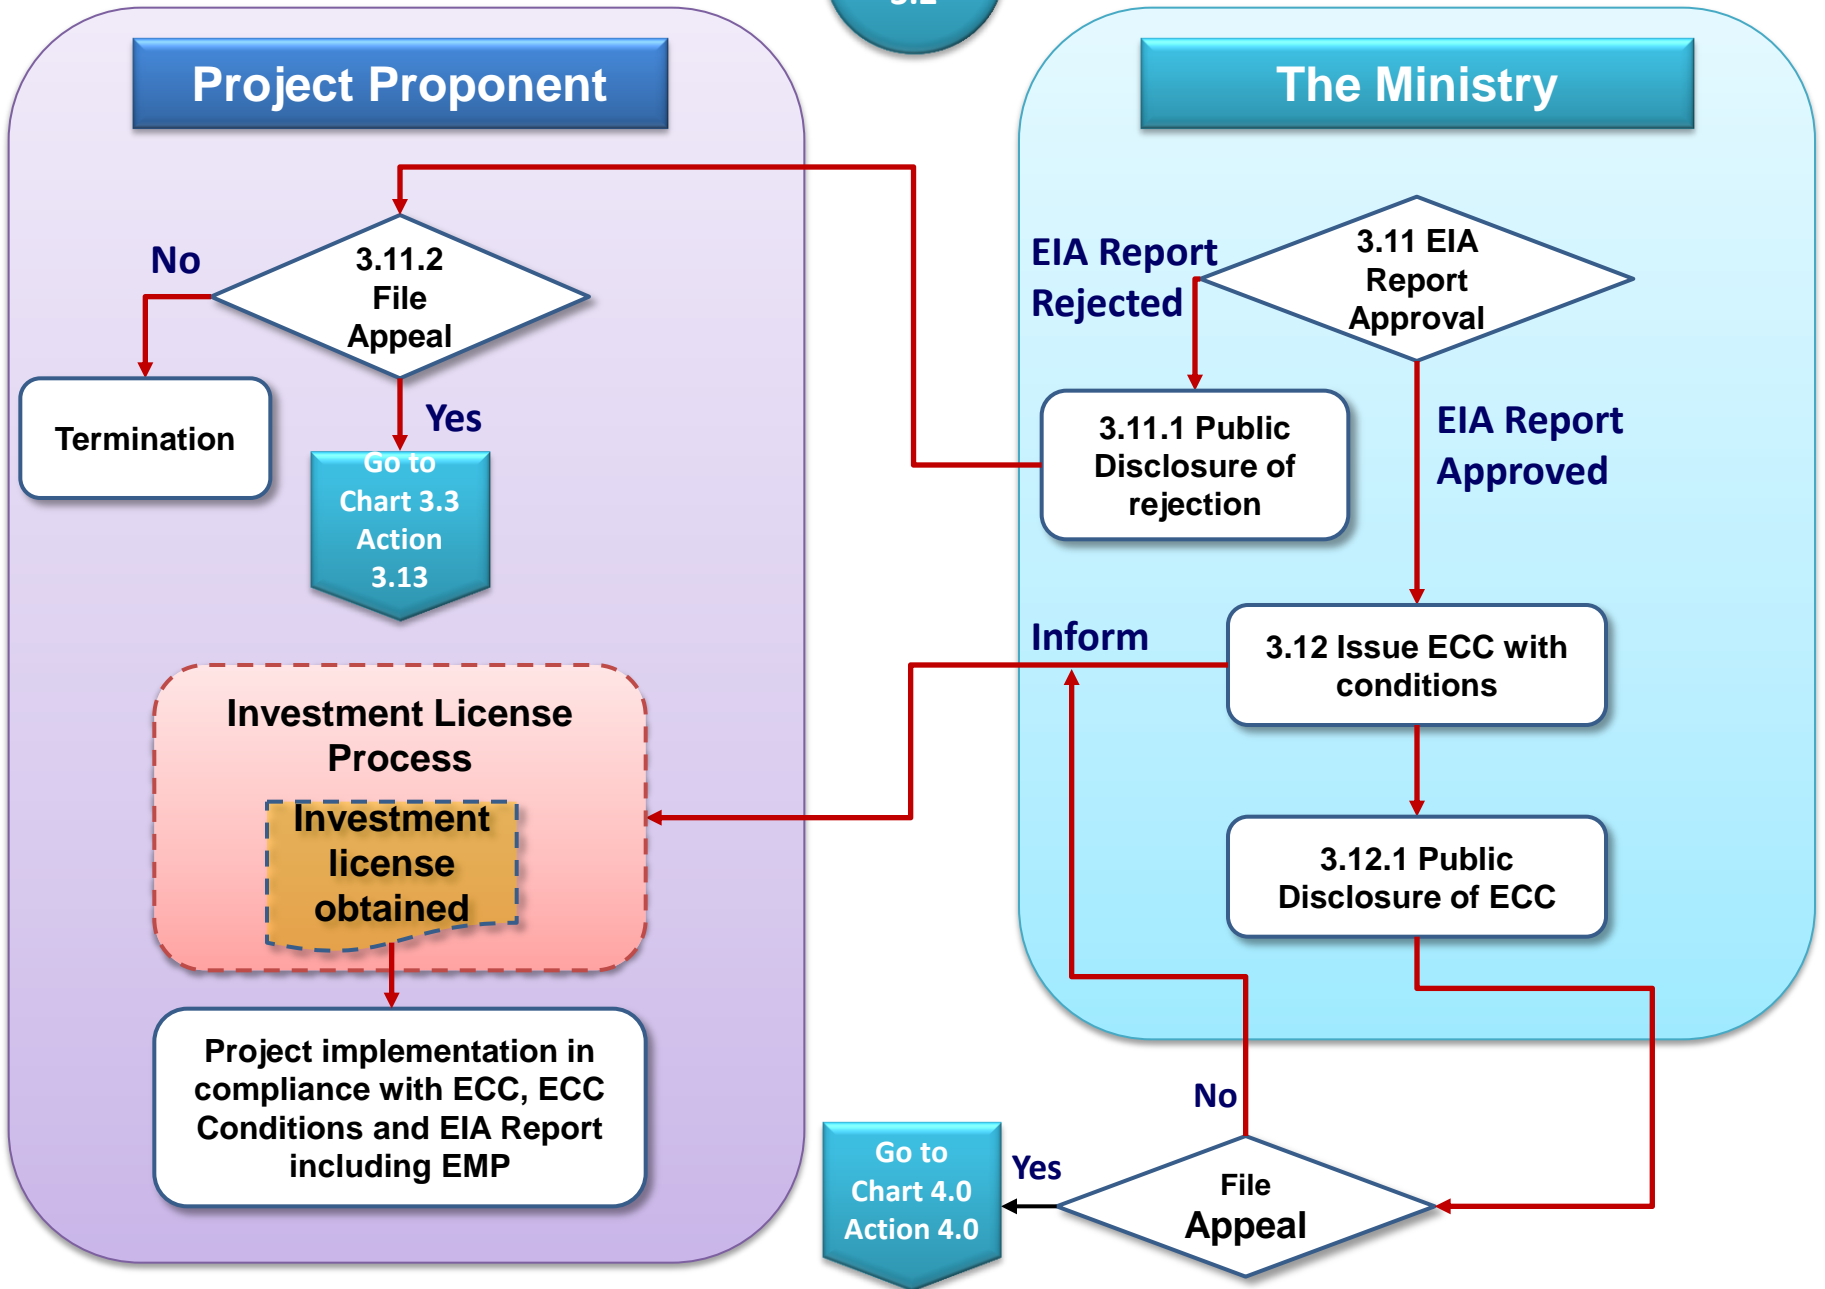 3.2
Project Proponent
The Ministry
No
3.11.2
File
Appeal
Termination
Yes
Go to
Chart 3.3
Action
3.13
Investment License
Process
Investment
license
obtained
Project implementation in
compliance with ECC, ECC
Conditions and EIA Report
including EMP
EIA Report
Rejected
3.11 EIA
Report
Approval
3.11.1 Public
Disclosure of
rejection
EIA Report
Approved
Inform
3.12 Issue ECC with
conditions
3.12.1 Public
Disclosure of ECC
No
Go to
Chart 4.0
Action 4.0
Yes
File
Appeal